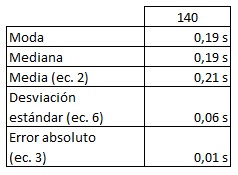 140
Moda 0,19 s
Mediana 0,19 s
Media (ec. 2) 0,21 s
Desviación
estándar (ec. 6) 0,06 s
Error absoluto
(ec. 3) 0,01 s